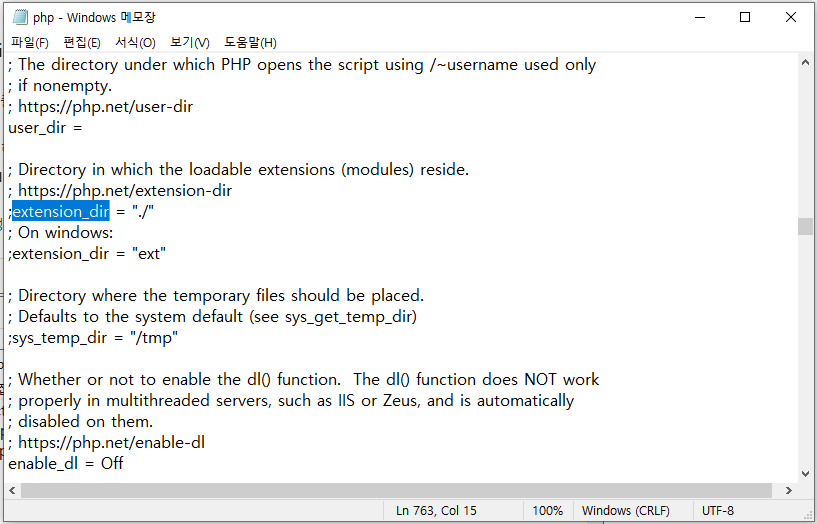 php - Windows 메모장
파일(F) 편집(E) 서식(O) 보기(V) 도움말(H)
; The directory under which PHP opens the script using /~username used only
; if nonempty.
; https://php.net/user-dir
user_dir =
; Directory in which the loadable extensions (modules) reside.
; https://php.net/extension-dir
;extension_dir = "./"
; On windows:
;extension_dir = "ext"
; Directory where the temporary files should be placed.
; Defaults to the system default (see sys_get_temp_dir)
;sys_temp_dir = "/tmp"
; Whether or not to enable the dl() function.  The dl() function does NOT work
; properly in multithreaded servers, such as IIS or Zeus, and is automatically
; disabled on them.
; https://php.net/enable-dl
enable_dl = Off
Ln 763, Col 15 100% Windows (CRLF) UTF-8